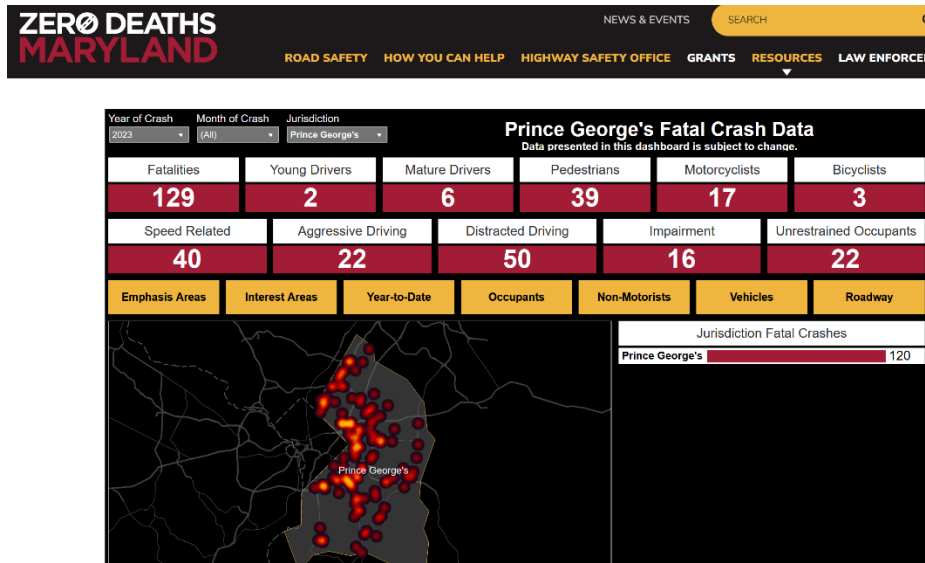 ZERØ DEATHS
MARYLAND
NEWS & EVENTS
SEARCH
ROAD SAFETY HOW YOU CAN HELP HIGHWAY SAFETY OFFICE GRANTS RESOURCES LAW ENFORCE
Year of Crash Month of Crash Jurisdiction
2023 (All) Prince George's
Prince George's Fatal Crash Data
Data presented in this dashboard is subject to change.
Fatalities Young Drivers Mature Drivers Pedestrians Motorcyclists Bicyclists
129 2 6 39 17 3
Speed Related Aggressive Driving Distracted Driving Impairment Unrestrained Occupants
40 22 50 16 22
Emphasis Areas Interest Areas Year-to-Date Occupants Non-Motorists Vehicles Roadway
Jurisdiction Fatal Crashes
Prince George's 120
Prince George's